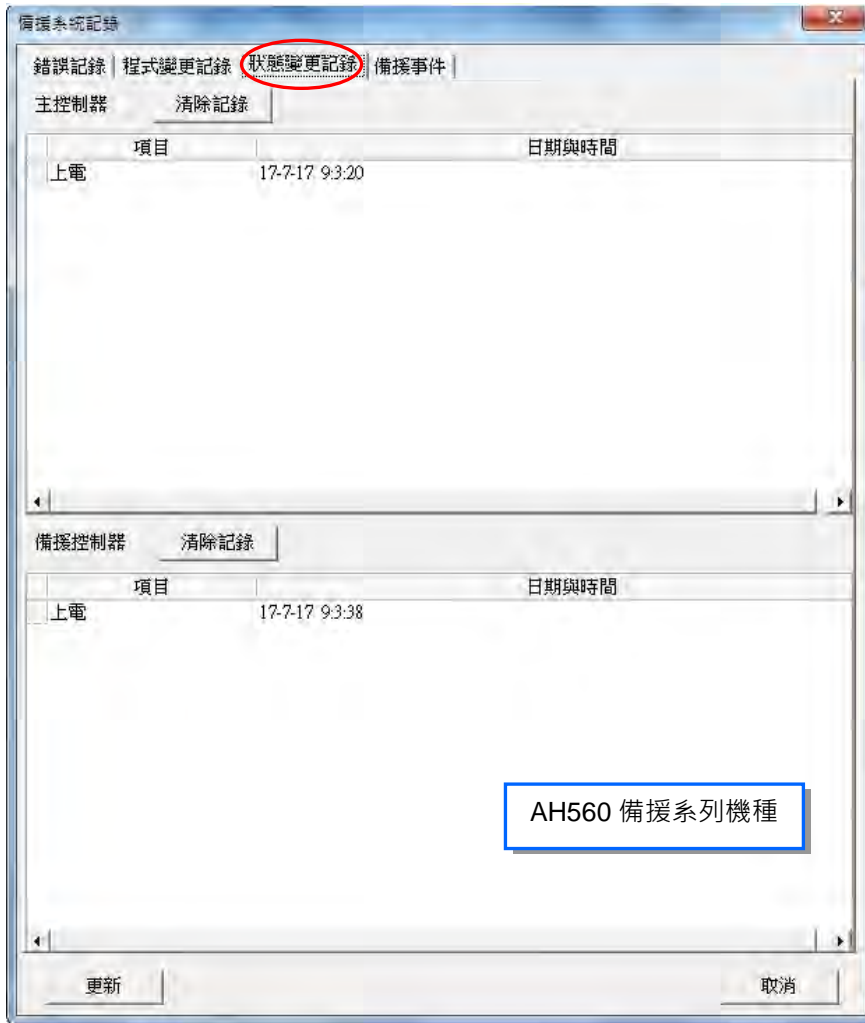 備援系統記錄
錯誤記錄 程式變更記錄 狀態變更記錄 備援事件
主控制器 清除記錄
項目 日期與時間
上電 17-7-17 9:3:20
備援控制器 清除記錄
項目 日期與時間
上電 17-7-17 9:3:38
AH560 備援系列機種
更新 取消